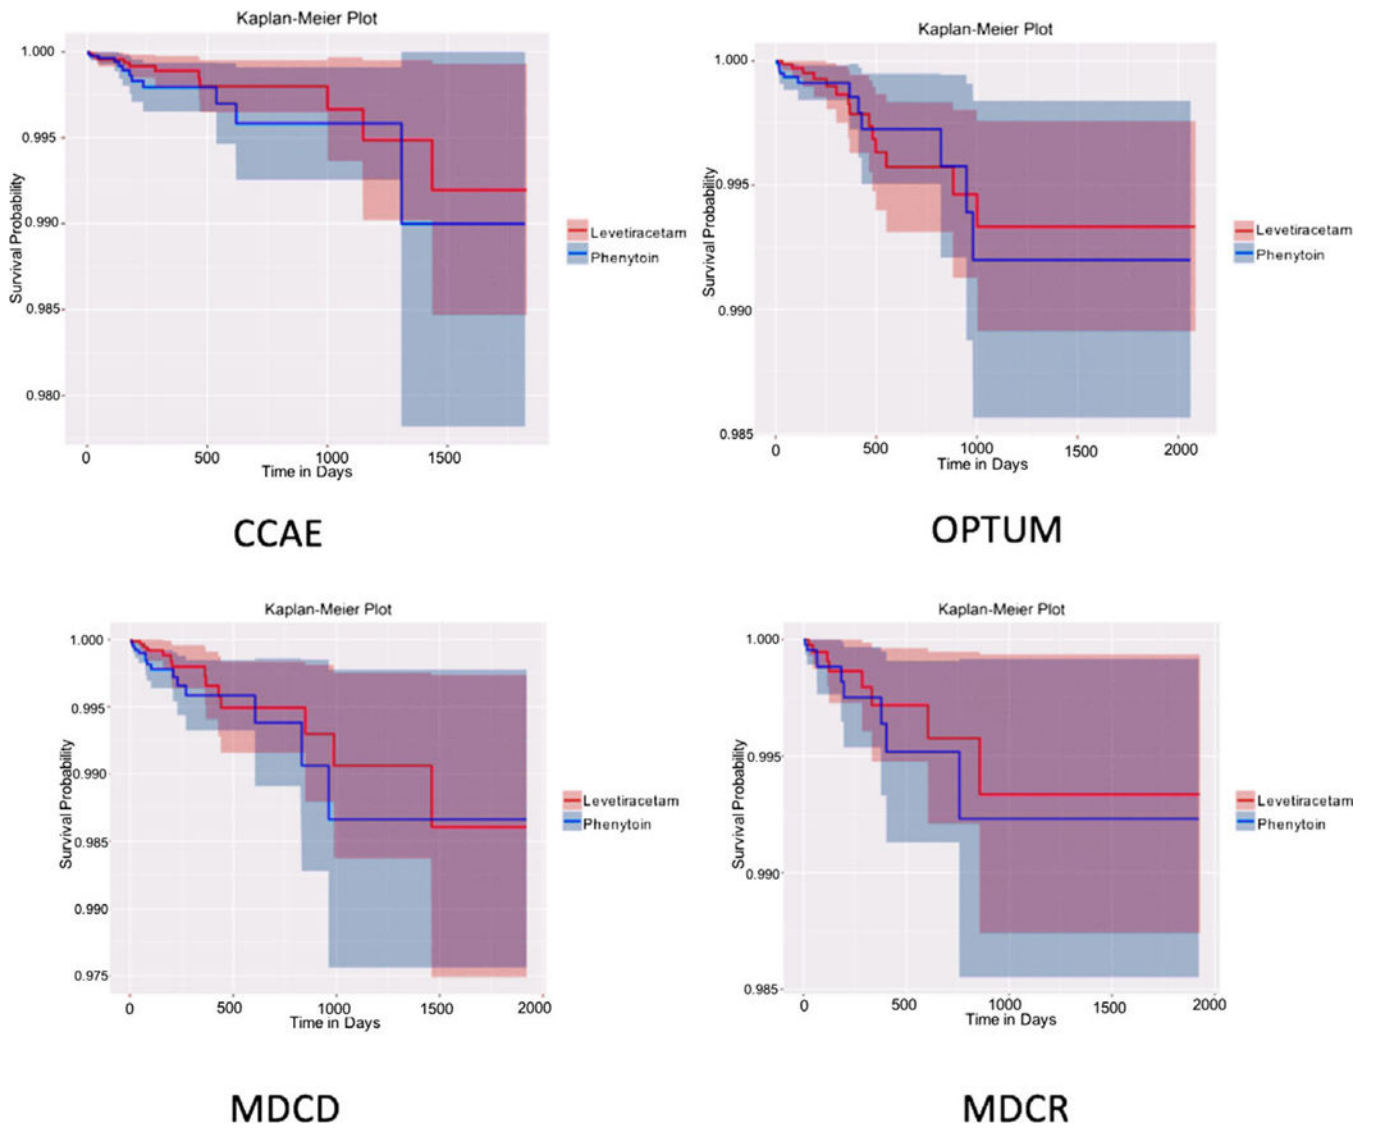 Kaplan-Meier Plot
1.000
0.995
0.990
0.985
0.980
Survival Probability
0
500
1000
1500
Time in Days
Levetiracetam
Phenytoin
CCAE
Kaplan-Meier Plot
1.000
0.995
0.990
0.985
Survival Probability
0
500
1000
1500
2000
Time in Days
Levetiracetam
Phenytoin
OPTUM
Kaplan-Meier Plot
1.000
0.995
0.990
0.985
0.990
0.975
Survival Probability
0
500
1000
1500
2000
Time in Days
Levetiracetam
Phenytoin
MDCD
Kaplan-Meier Plot
1.000
0.995
0.990
0.985
Survival Probability
0
500
1000
1500
2000
Time in Days
Levetiracetam
Phenytoin
MDCR